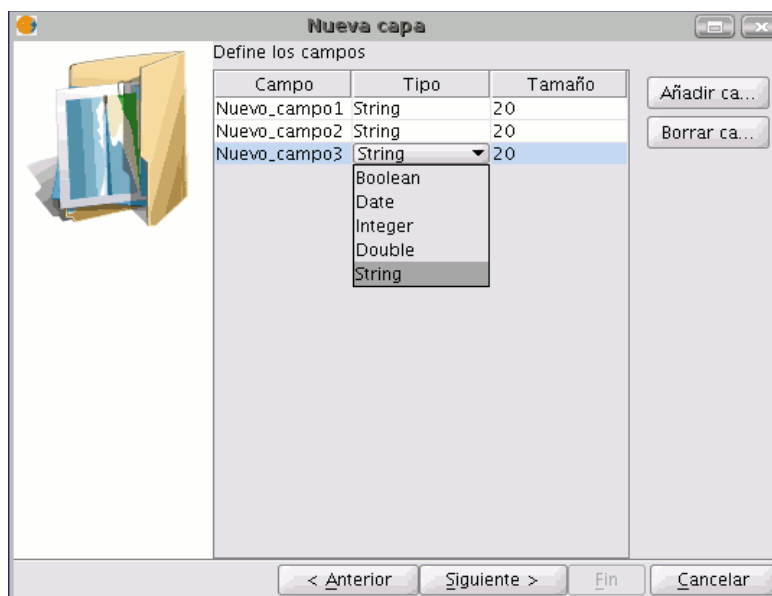 Nueva capa
Define los campos
Campo Tipo Tamaño
Nuevo_campo1 String 20
Nuevo_campo2 String 20
Nuevo_campo3 String 20
Boolean
Date
Integer
Double
String
Añadir ca...
Borrar ca...
< Anterior Siguiente > Fin Cancelar